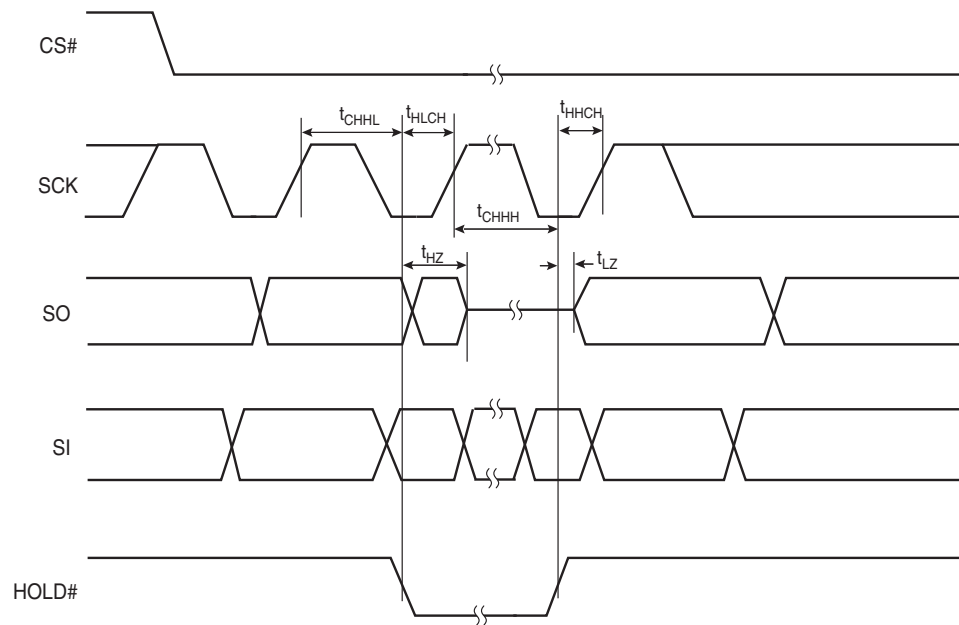 CS#
tCHHL
tHLCH
tHHCH
SCK
tCHHH
tHZ
tLZ
SO
SI
HOLD#